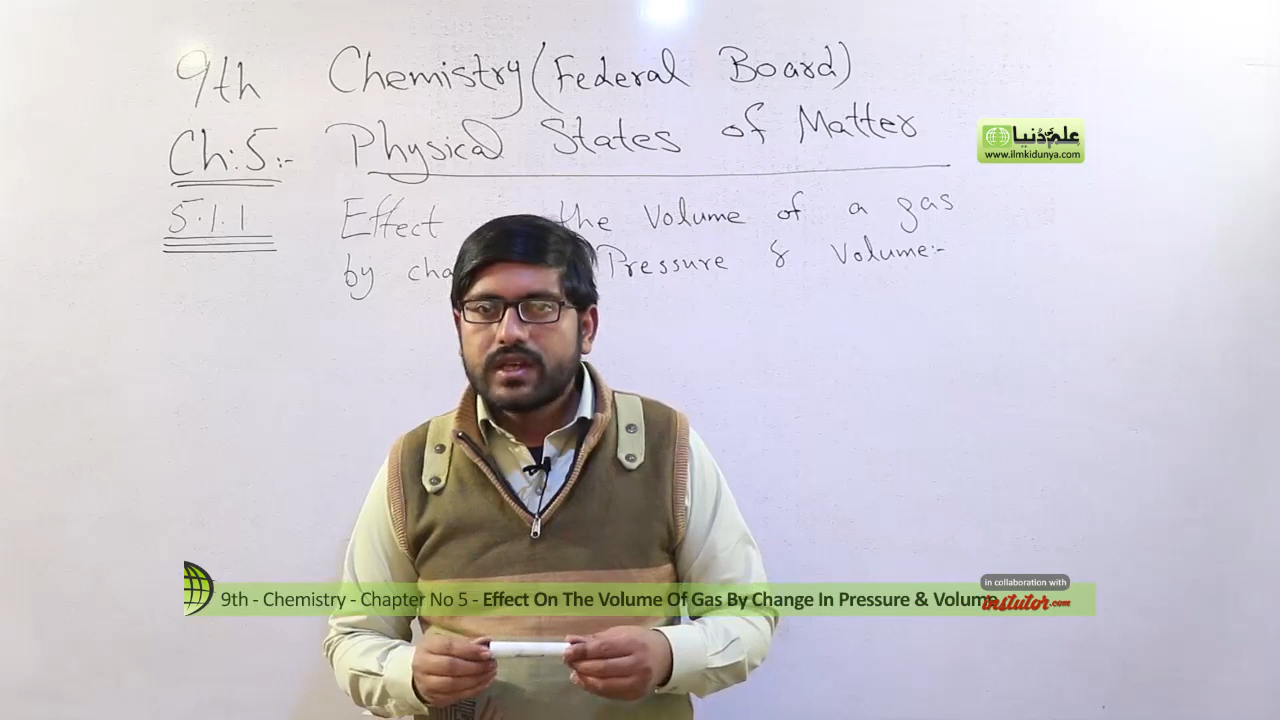 9th Chemistry (Federal Board)
Ch:5:- Physical States of Matter
علم کی دنیا
www.ilmkidunya.com
5.1.1 Effect the Volume of a gas
by cha Pressure & Volume:-
in collaboration with
9th - Chemistry - Chapter No 5 - Effect On The Volume Of Gas By Change In Pressure & Volume
instutor.com